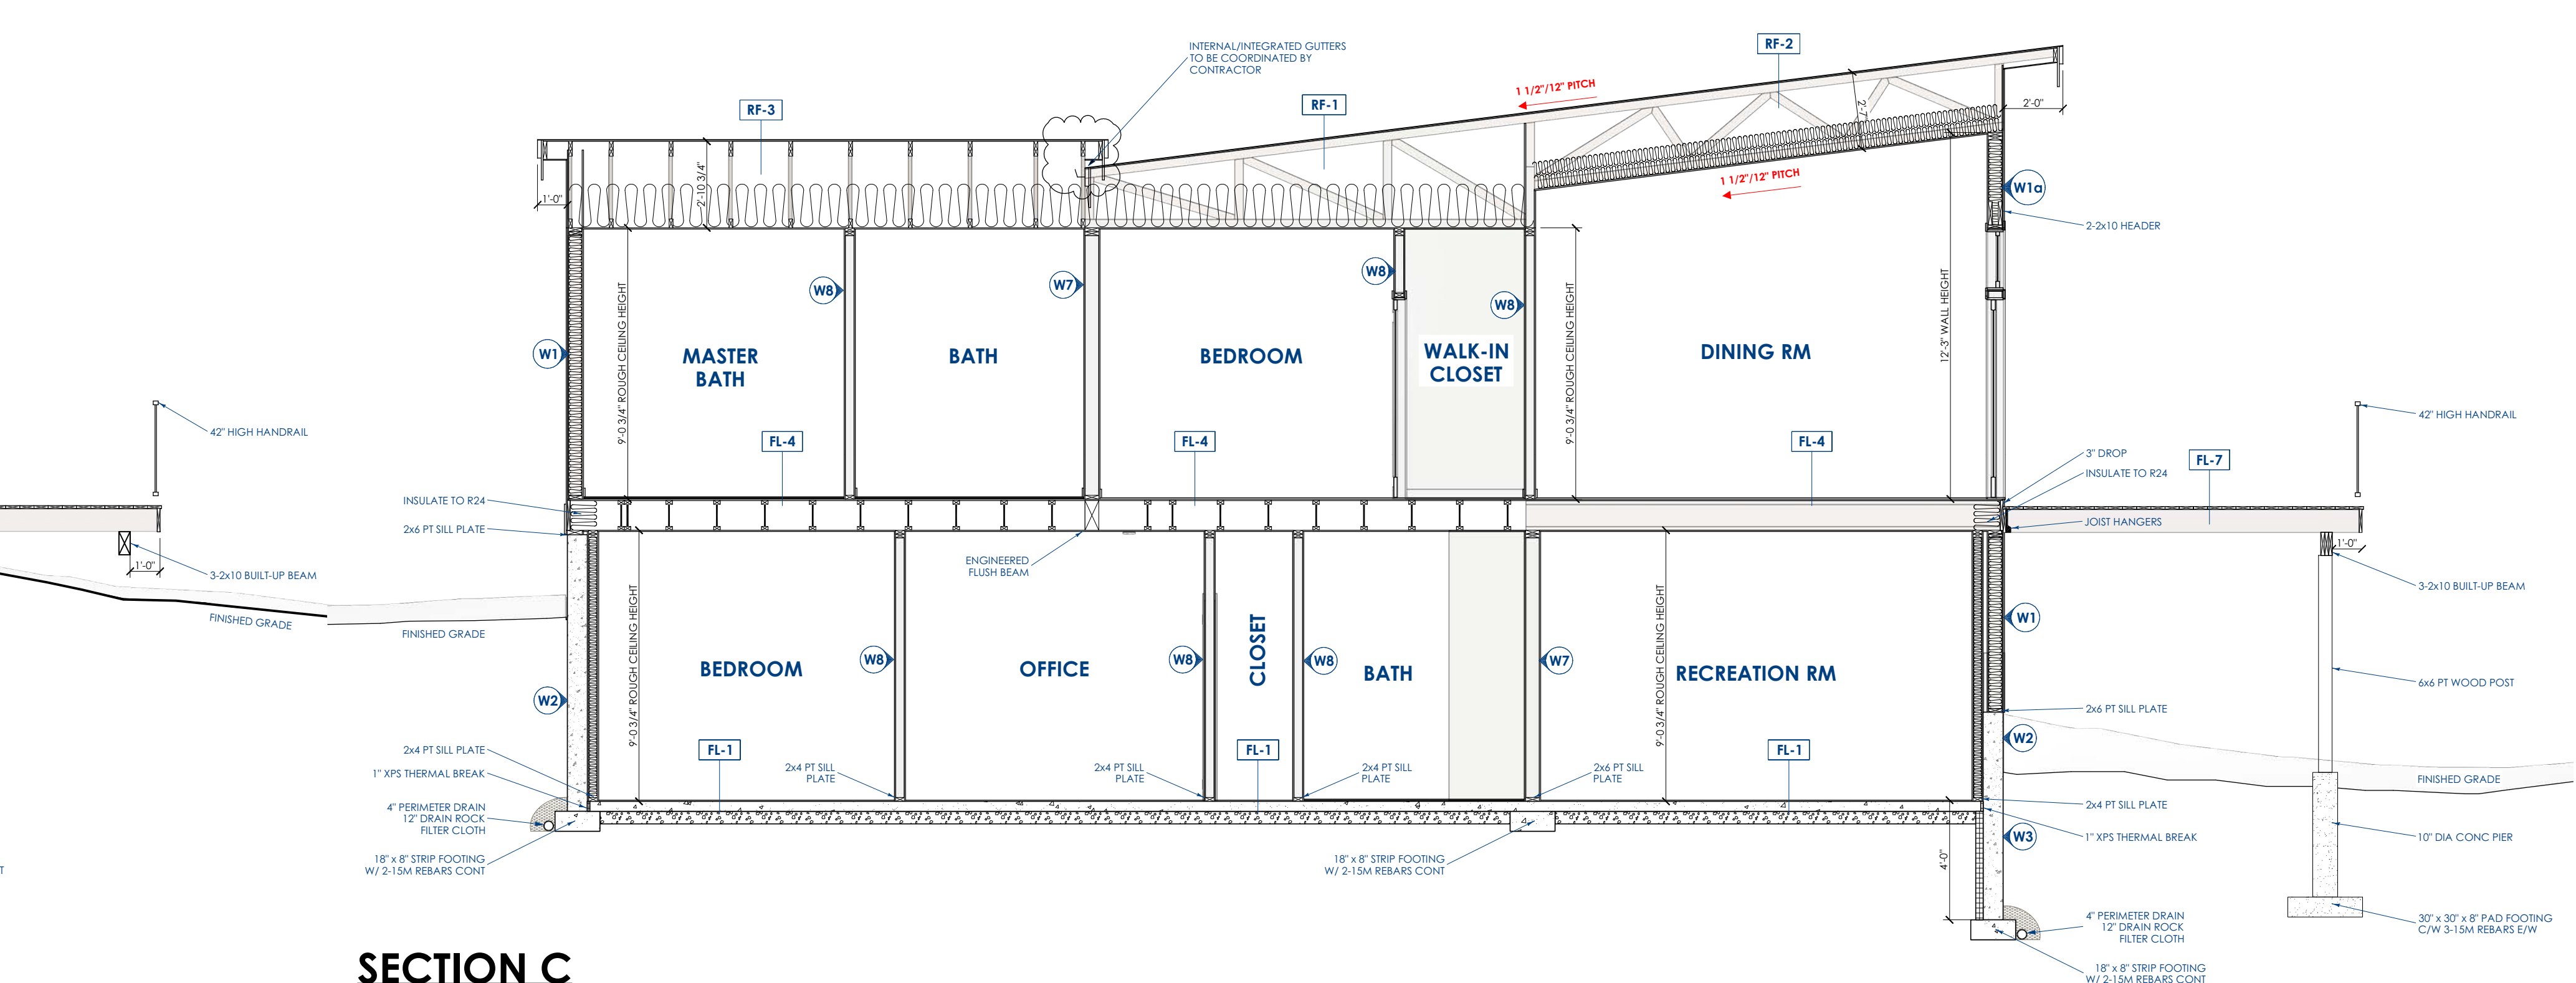 INTERNAL/INTEGRATED GUTTERS
TO BE COORDINATED BY
CONTRACTOR
RF-2
RF-3
RF-1
1 1/2"/12" PITCH
2'-7"
2'-0"
2'-10 3/4"
1'-0"
1 1/2"/12" PITCH
W1a
2-2x10 HEADER
W8
W7
W8
W8
9'-0 3/4" ROUGH CEILING HEIGHT
9'-0 3/4" ROUGH CEILING HEIGHT
12'-3" WALL HEIGHT
W1
MASTER
BATH
BATH
BEDROOM
WALK-IN
CLOSET
DINING RM
42" HIGH HANDRAIL
42" HIGH HANDRAIL
FL-4
FL-4
FL-4
3" DROP
INSULATE TO R24
FL-7
INSULATE TO R24
2x6 PT SILL PLATE
JOIST HANGERS
1'-0"
1'-0"
3-2x10 BUILT-UP BEAM
3-2x10 BUILT-UP BEAM
ENGINEERED
FLUSH BEAM
FINISHED GRADE
FINISHED GRADE
9'-0 3/4" ROUGH CEILING HEIGHT
9'-0 3/4" ROUGH CEILING HEIGHT
W1
W2
BEDROOM
W8
OFFICE
W8
CLOSET
W8
BATH
W7
RECREATION RM
6x6 PT WOOD POST
2x6 PT SILL PLATE
W2
FL-1
FL-1
FL-1
2x4 PT SILL PLATE
1" XPS THERMAL BREAK
2x4 PT SILL
PLATE
2x4 PT SILL
PLATE
2x4 PT SILL
PLATE
2x6 PT SILL
PLATE
FINISHED GRADE
4" PERIMETER DRAIN
12" DRAIN ROCK
FILTER CLOTH
2x4 PT SILL PLATE
1" XPS THERMAL BREAK
W3
10" DIA CONC PIER
18" x 8" STRIP FOOTING
W/ 2-15M REBARS CONT
18" x 8" STRIP FOOTING
W/ 2-15M REBARS CONT
4'-0"
T
4" PERIMETER DRAIN
12" DRAIN ROCK
FILTER CLOTH
30" x 30" x 8" PAD FOOTING
C/W 3-15M REBARS E/W
18" x 8" STRIP FOOTING
W/ 2-15M REBARS CONT
SECTION C